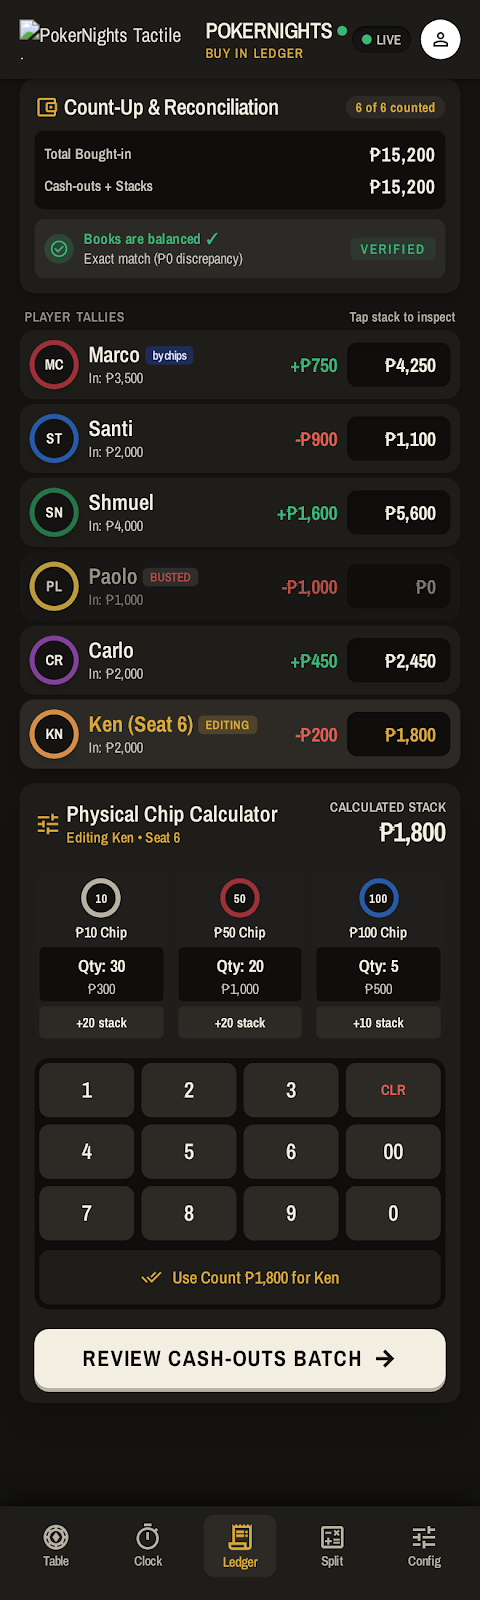 PokerNights Tactile
POKERNIGHTS
LIVE
BUY IN LEDGER
Count-Up & Reconciliation
6 of 6 counted
Total Bought-in
₱15,200
Cash-outs + Stacks
₱15,200
Books are balanced ✓
Exact match (₱0 discrepancy)
VERIFIED
PLAYER TALLIES
Tap stack to inspect
MC
Marco
by chips
In: ₱3,500
+₱750
₱4,250
ST
Santi
In: ₱2,000
-₱900
₱1,100
SN
Shmuel
In: ₱4,000
+₱1,600
₱5,600
PL
Paolo
BUSTED
In: ₱1,000
-₱1,000
₱0
CR
Carlo
In: ₱2,000
+₱450
₱2,450
KN
Ken (Seat 6)
EDITING
In: ₱2,000
-₱200
₱1,800
Physical Chip Calculator
Editing Ken • Seat 6
CALCULATED STACK
₱1,800
10
₱10 Chip
Qty: 30
₱300
+20 stack
50
₱50 Chip
Qty: 20
₱1,000
+20 stack
100
₱100 Chip
Qty: 5
₱500
+10 stack
1
2
3
CLR
4
5
6
00
7
8
9
0
Use Count ₱1,800 for Ken
REVIEW CASH-OUTS BATCH →
Table
Clock
Ledger
Split
Config